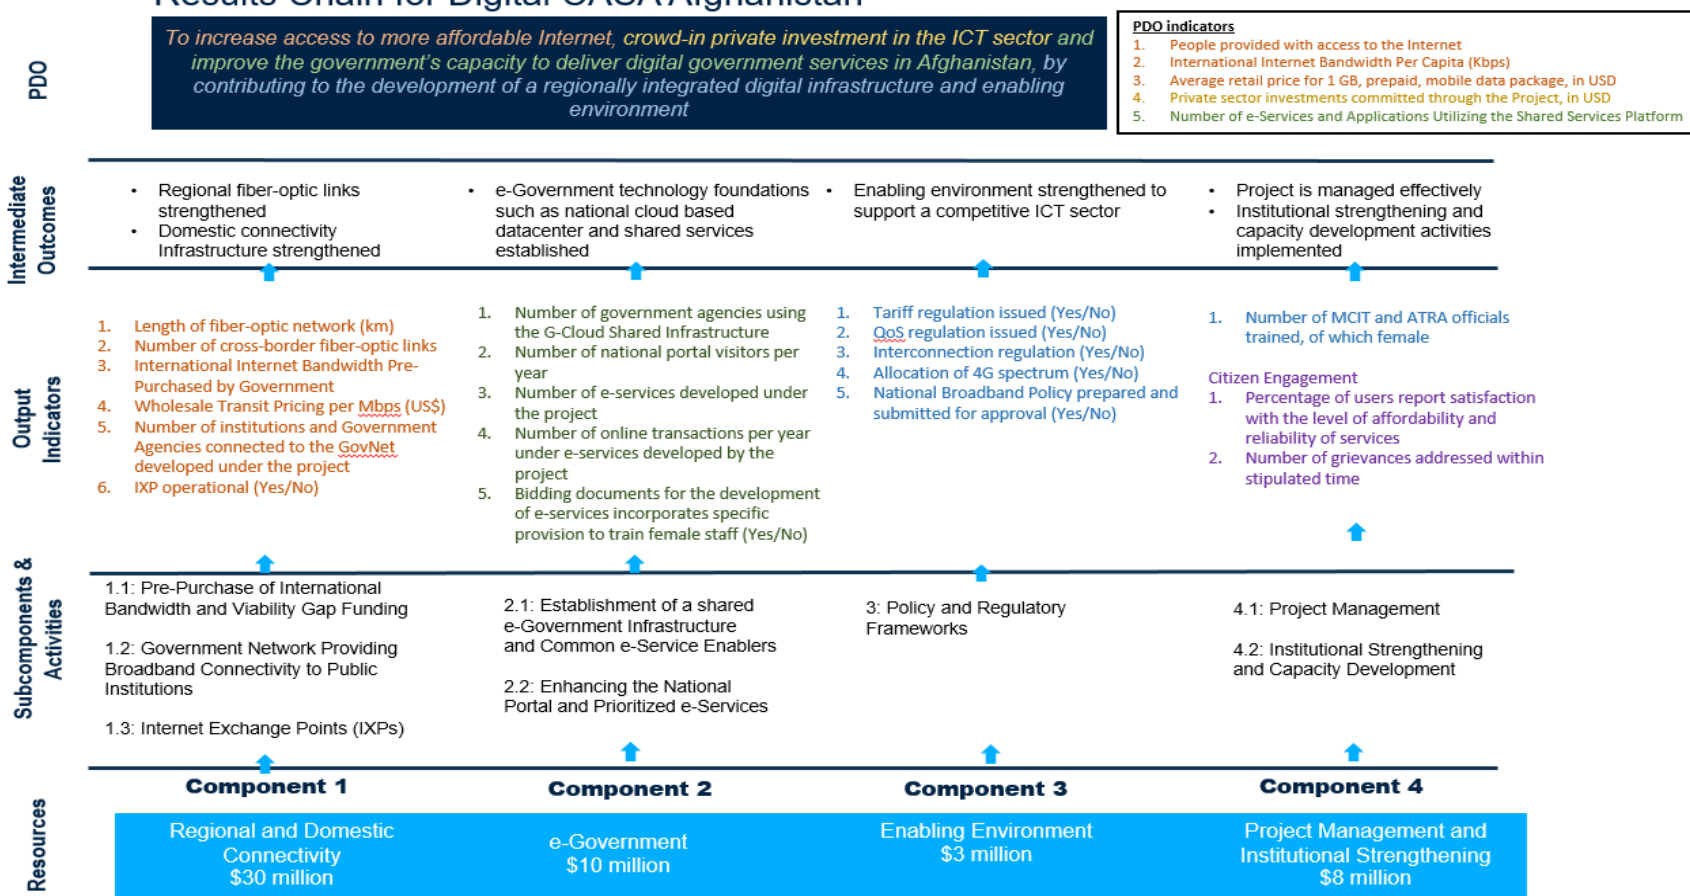 Results Chain for Digital CASA Afghanistan
PDO
To increase access to more affordable Internet, crowd-in private investment in the ICT sector and
improve the government's capacity to deliver digital government services in Afghanistan, by
contributing to the development of a regionally integrated digital infrastructure and enabling
environment
PDO indicators
1. People provided with access to the Internet
2. International Internet Bandwidth Per Capita (Kbps)
3. Average retail price for 1 GB, prepaid, mobile data package, in USD
4. Private sector investments committed through the Project, in USD
5. Number of e-Services and Applications Utilizing the Shared Services Platform
Intermediate
Outcomes
• Regional fiber-optic links
strengthened
• Domestic connectivity
Infrastructure strengthened
• e-Government technology foundations
such as national cloud based
datacenter and shared services
established
• Enabling environment strengthened to
support a competitive ICT sector
• Project is managed effectively
• Institutional strengthening and
capacity development activities
implemented
Output
Indicators
1. Length of fiber-optic network (km)
2. Number of cross-border fiber-optic links
3. International Internet Bandwidth Pre-
Purchased by Government
4. Wholesale Transit Pricing per Mbps (US$)
5. Number of institutions and Government
Agencies connected to the GovNet
developed under the project
6. IXP operational (Yes/No)
1. Number of government agencies using
the G-Cloud Shared Infrastructure
2. Number of national portal visitors per
year
3. Number of e-services developed under
the project
4. Number of online transactions per year
under e-services developed by the
project
5. Bidding documents for the development
of e-services incorporates specific
provision to train female staff (Yes/No)
1. Tariff regulation issued (Yes/No)
2. QoS regulation issued (Yes/No)
3. Interconnection regulation (Yes/No)
4. Allocation of 4G spectrum (Yes/No)
5. National Broadband Policy prepared and
submitted for approval (Yes/No)
1. Number of MCIT and ATRA officials
trained, of which female
Citizen Engagement
1. Percentage of users report satisfaction
with the level of affordability and
reliability of services
2. Number of grievances addressed within
stipulated time
Subcomponents &
Activities
1.1: Pre-Purchase of International
Bandwidth and Viability Gap Funding
1.2: Government Network Providing
Broadband Connectivity to Public
Institutions
1.3: Internet Exchange Points (IXPs)
2.1: Establishment of a shared
e-Government Infrastructure
and Common e-Service Enablers
2.2: Enhancing the National
Portal and Prioritized e-Services
3: Policy and Regulatory
Frameworks
4.1: Project Management
4.2: Institutional Strengthening
and Capacity Development
Resources
Component 1
Regional and Domestic
Connectivity
$30 million
Component 2
e-Government
$10 million
Component 3
Enabling Environment
$3 million
Component 4
Project Management and
Institutional Strengthening
$8 million